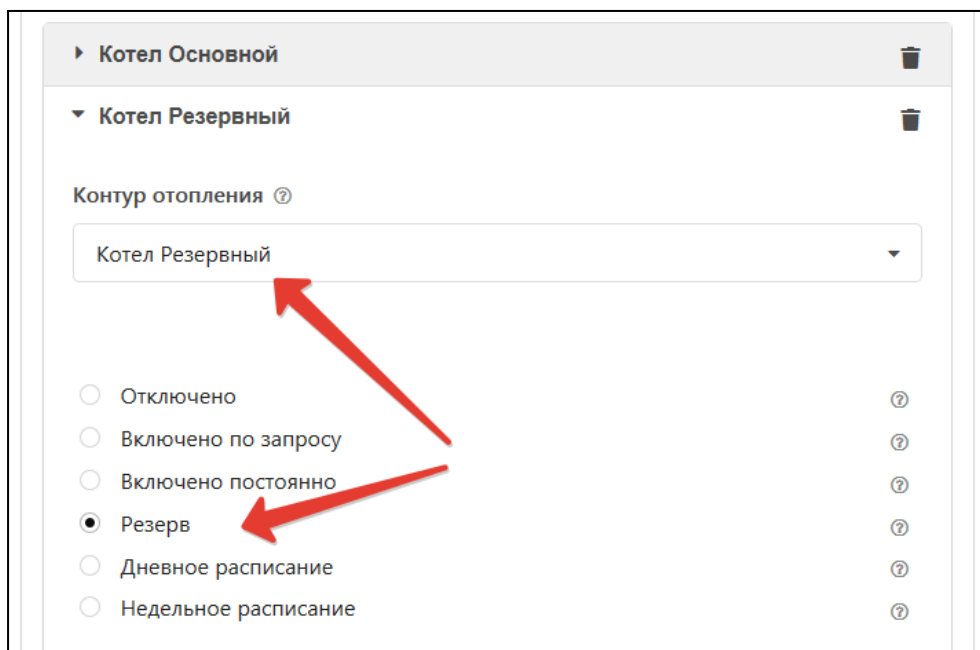 Котел Основной
Котел Резервный
Контур отопления ?
Котел Резервный
Отключено ?
Включено по запросу ?
Включено постоянно ?
Резерв ?
Дневное расписание ?
Недельное расписание ?